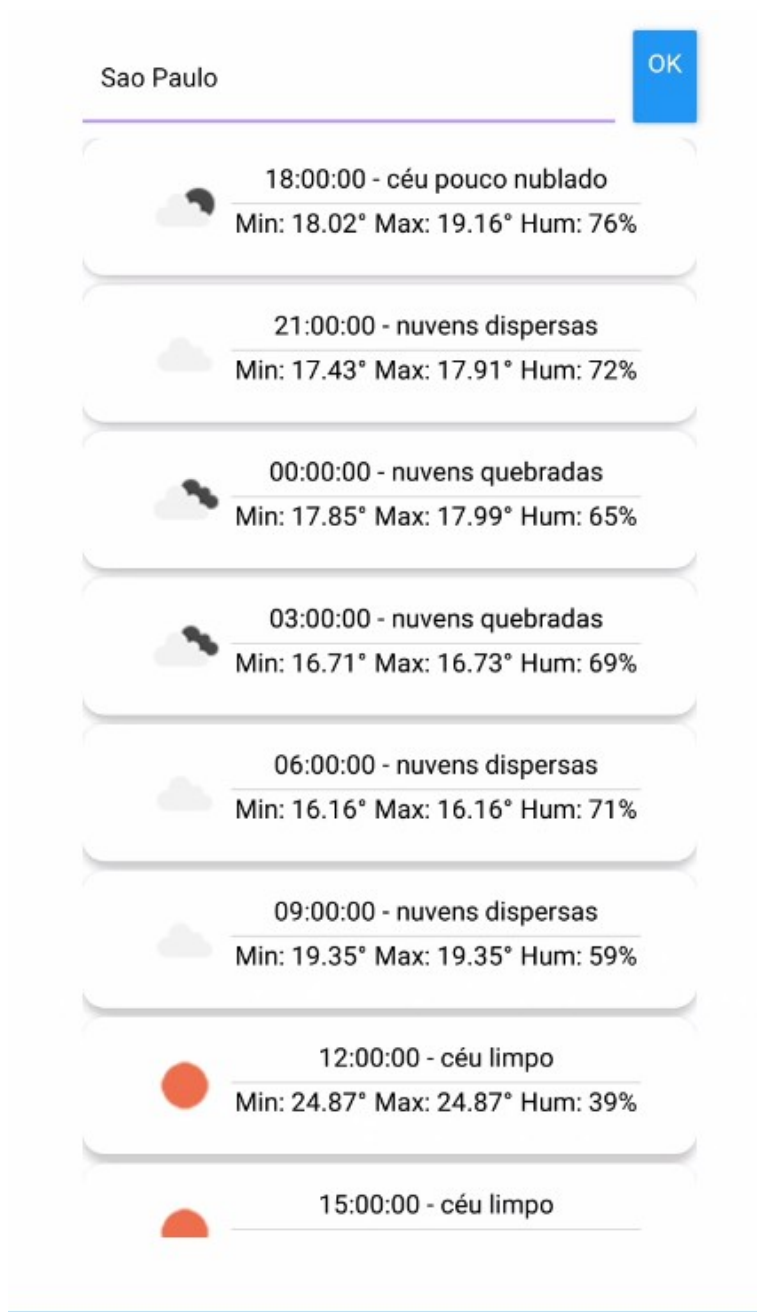 Sao Paulo
OK
18:00:00 - céu pouco nublado
Min: 18.02° Max: 19.16° Hum: 76%
21:00:00 - nuvens dispersas
Min: 17.43° Max: 17.91° Hum: 72%
00:00:00 - nuvens quebradas
Min: 17.85° Max: 17.99° Hum: 65%
03:00:00 - nuvens quebradas
Min: 16.71° Max: 16.73° Hum: 69%
06:00:00 - nuvens dispersas
Min: 16.16° Max: 16.16° Hum: 71%
09:00:00 - nuvens dispersas
Min: 19.35° Max: 19.35° Hum: 59%
12:00:00 - céu limpo
Min: 24.87° Max: 24.87° Hum: 39%
15:00:00 - céu limpo